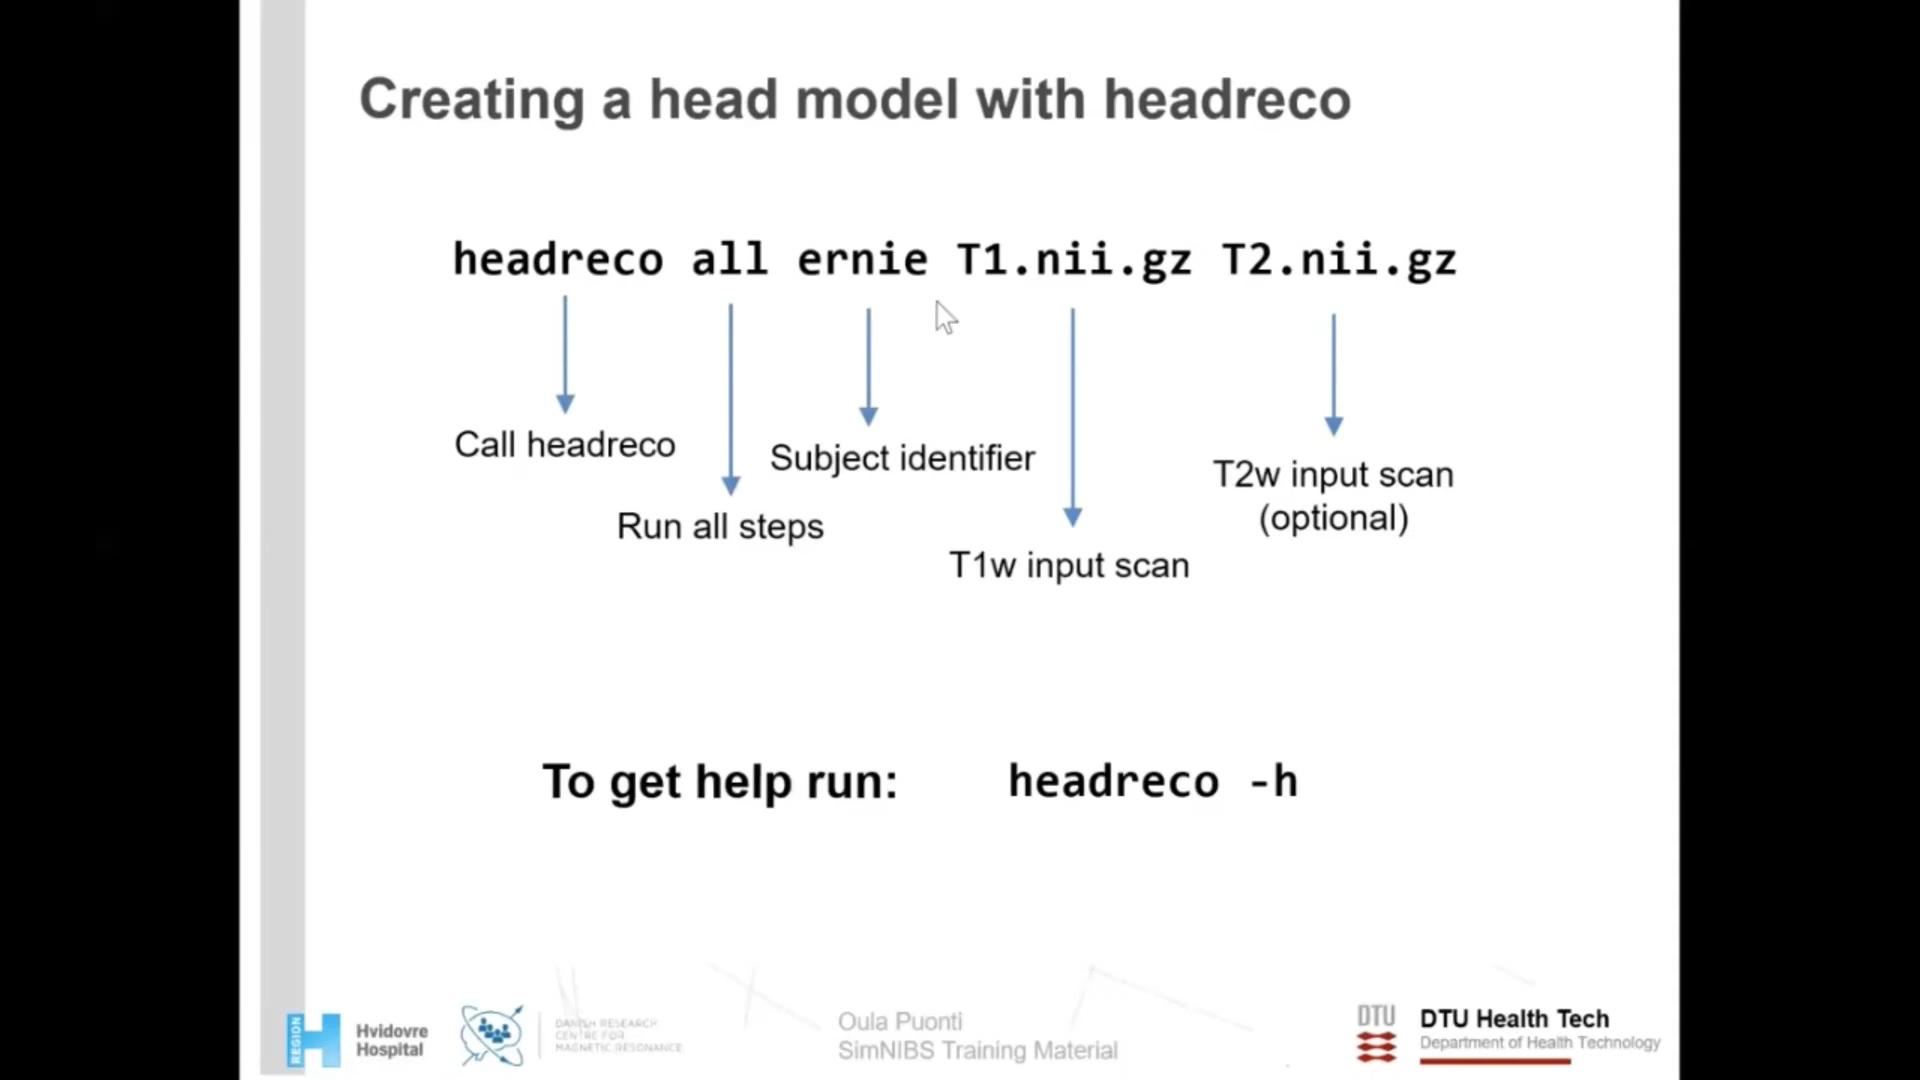 Creating a head model with headreco
headreco all ernie T1.nii.gz T2.nii.gz
Call headreco
Subject identifier
T2w input scan
(optional)
Run all steps
T1w input scan
To get help run: headreco -h
REGION
Hvidovre
Hospital
DANISH RESEARCH
CENTRE FOR
MAGNETIC RESONANCE
Oula Puonti
SimNIBS Training Material
DTU
DTU Health Tech
Department of Health Technology